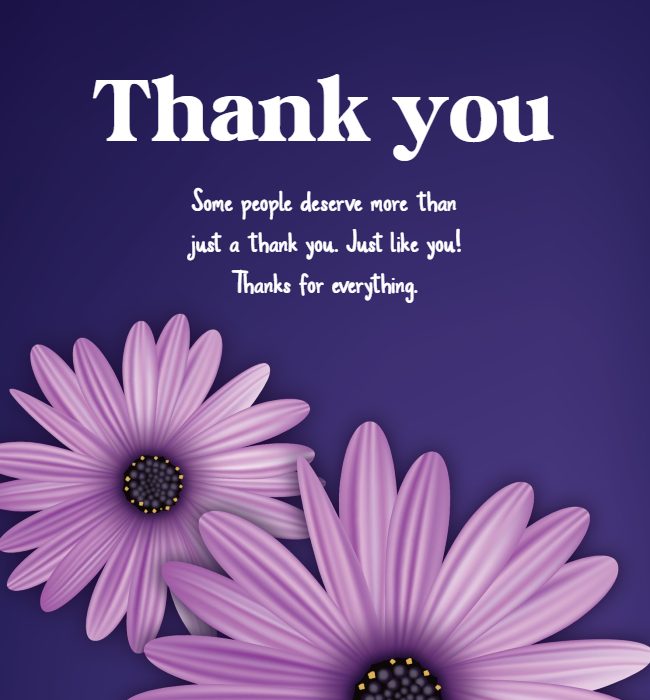 Thank you
Some people deserve more than
just a thank you. Just like you!
Thanks for everything.